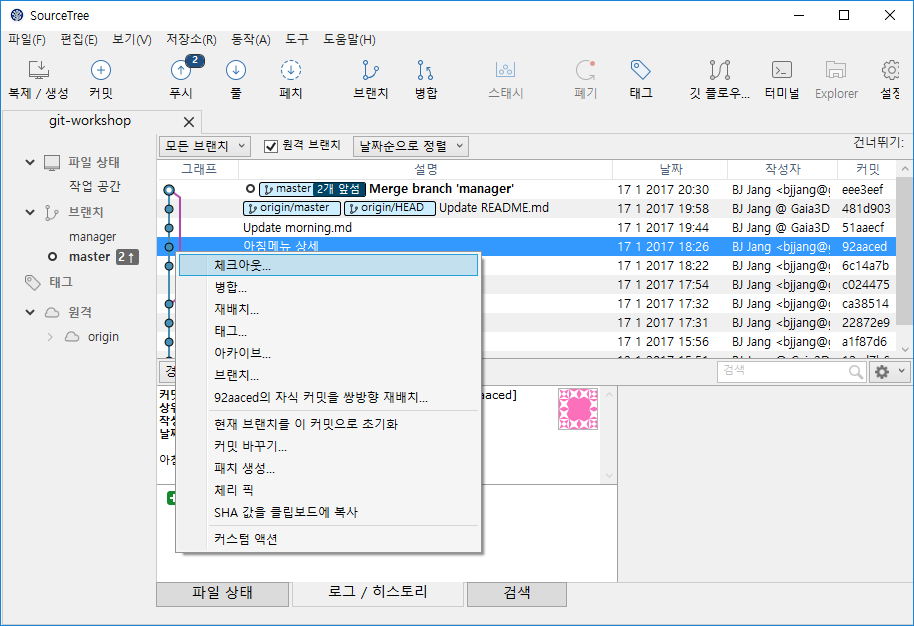 SourceTree
파일(F) 편집(E) 보기(V) 저장소(R) 동작(A) 도구 도움말(H)
2
복제 / 생성 커밋 푸시 풀 페치 브랜치 병합 스태시 폐기 태그 깃 플로우... 터미널 Explorer 설정
git-workshop
모든 브랜치 원격 브랜치 날짜순으로 정렬 건너뛰기:
파일 상태
작업 공간
브랜치
manager
master 2↑
태그
원격
origin
그래프 설명 날짜 작성자 커밋
master 2개 앞섬 Merge branch 'manager' 17 1 2017 20:30 BJ Jang <bjjang@g eee3eef
origin/master origin/HEAD Update README.md 17 1 2017 19:58 BJ Jang @ Gaia3D 481d903
Update morning.md 17 1 2017 19:44 BJ Jang @ Gaia3D 51aaecf
아침메뉴 상세 17 1 2017 18:26 BJ Jang <bjjang@g 92aaced
17 1 2017 18:22 BJ Jang <bjjang@g 6c14a7b
17 1 2017 17:54 BJ Jang <bjjang@g c024475
17 1 2017 17:32 BJ Jang <bjjang@g ca38514
17 1 2017 17:31 BJ Jang <bjjang@g 22872e9
17 1 2017 15:56 BJ Jang <bjjang@g a1f87d6
체크아웃...
병합...
재배치...
태그...
아카이브...
브랜치...
92aaced의 자식 커밋을 쌍방향 재배치...
현재 브랜치를 이 커밋으로 초기화
커밋 바꾸기...
패치 생성...
체리 픽
SHA 값을 클립보드에 복사
커스텀 액션
검색
커밋
상위
작성
날짜
aaced]
아침
파일 상태 로그 / 히스토리 검색